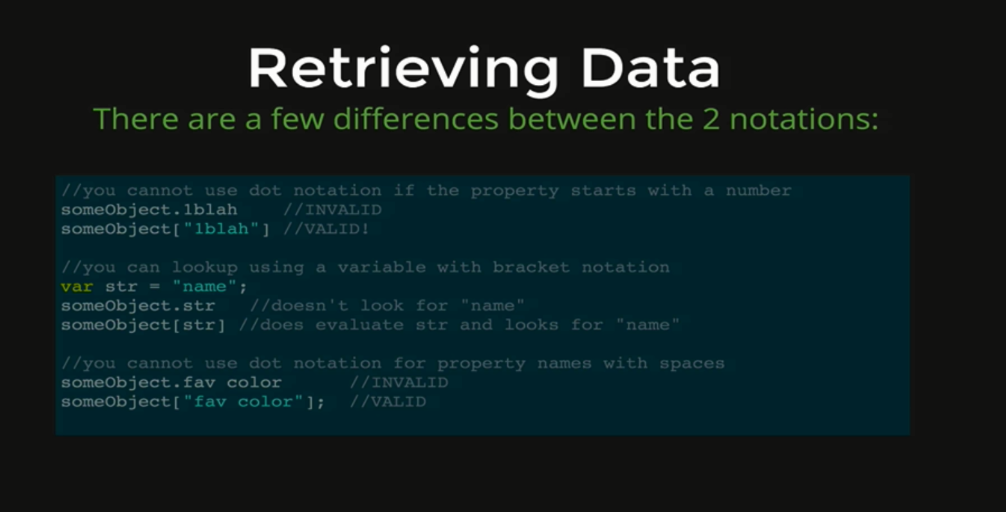 Retrieving Data
There are a few differences between the 2 notations:
//you cannot use dot notation if the property starts with a number
someObject.1blah    //INVALID
someObject["1blah"] //VALID!
//you can lookup using a variable with bracket notation
var str = "name";
someObject.str   //doesn't look for "name"
someObject[str] //does evaluate str and looks for "name"
//you cannot use dot notation for property names with spaces
someObject.fav color      //INVALID
someObject["fav color"];  //VALID